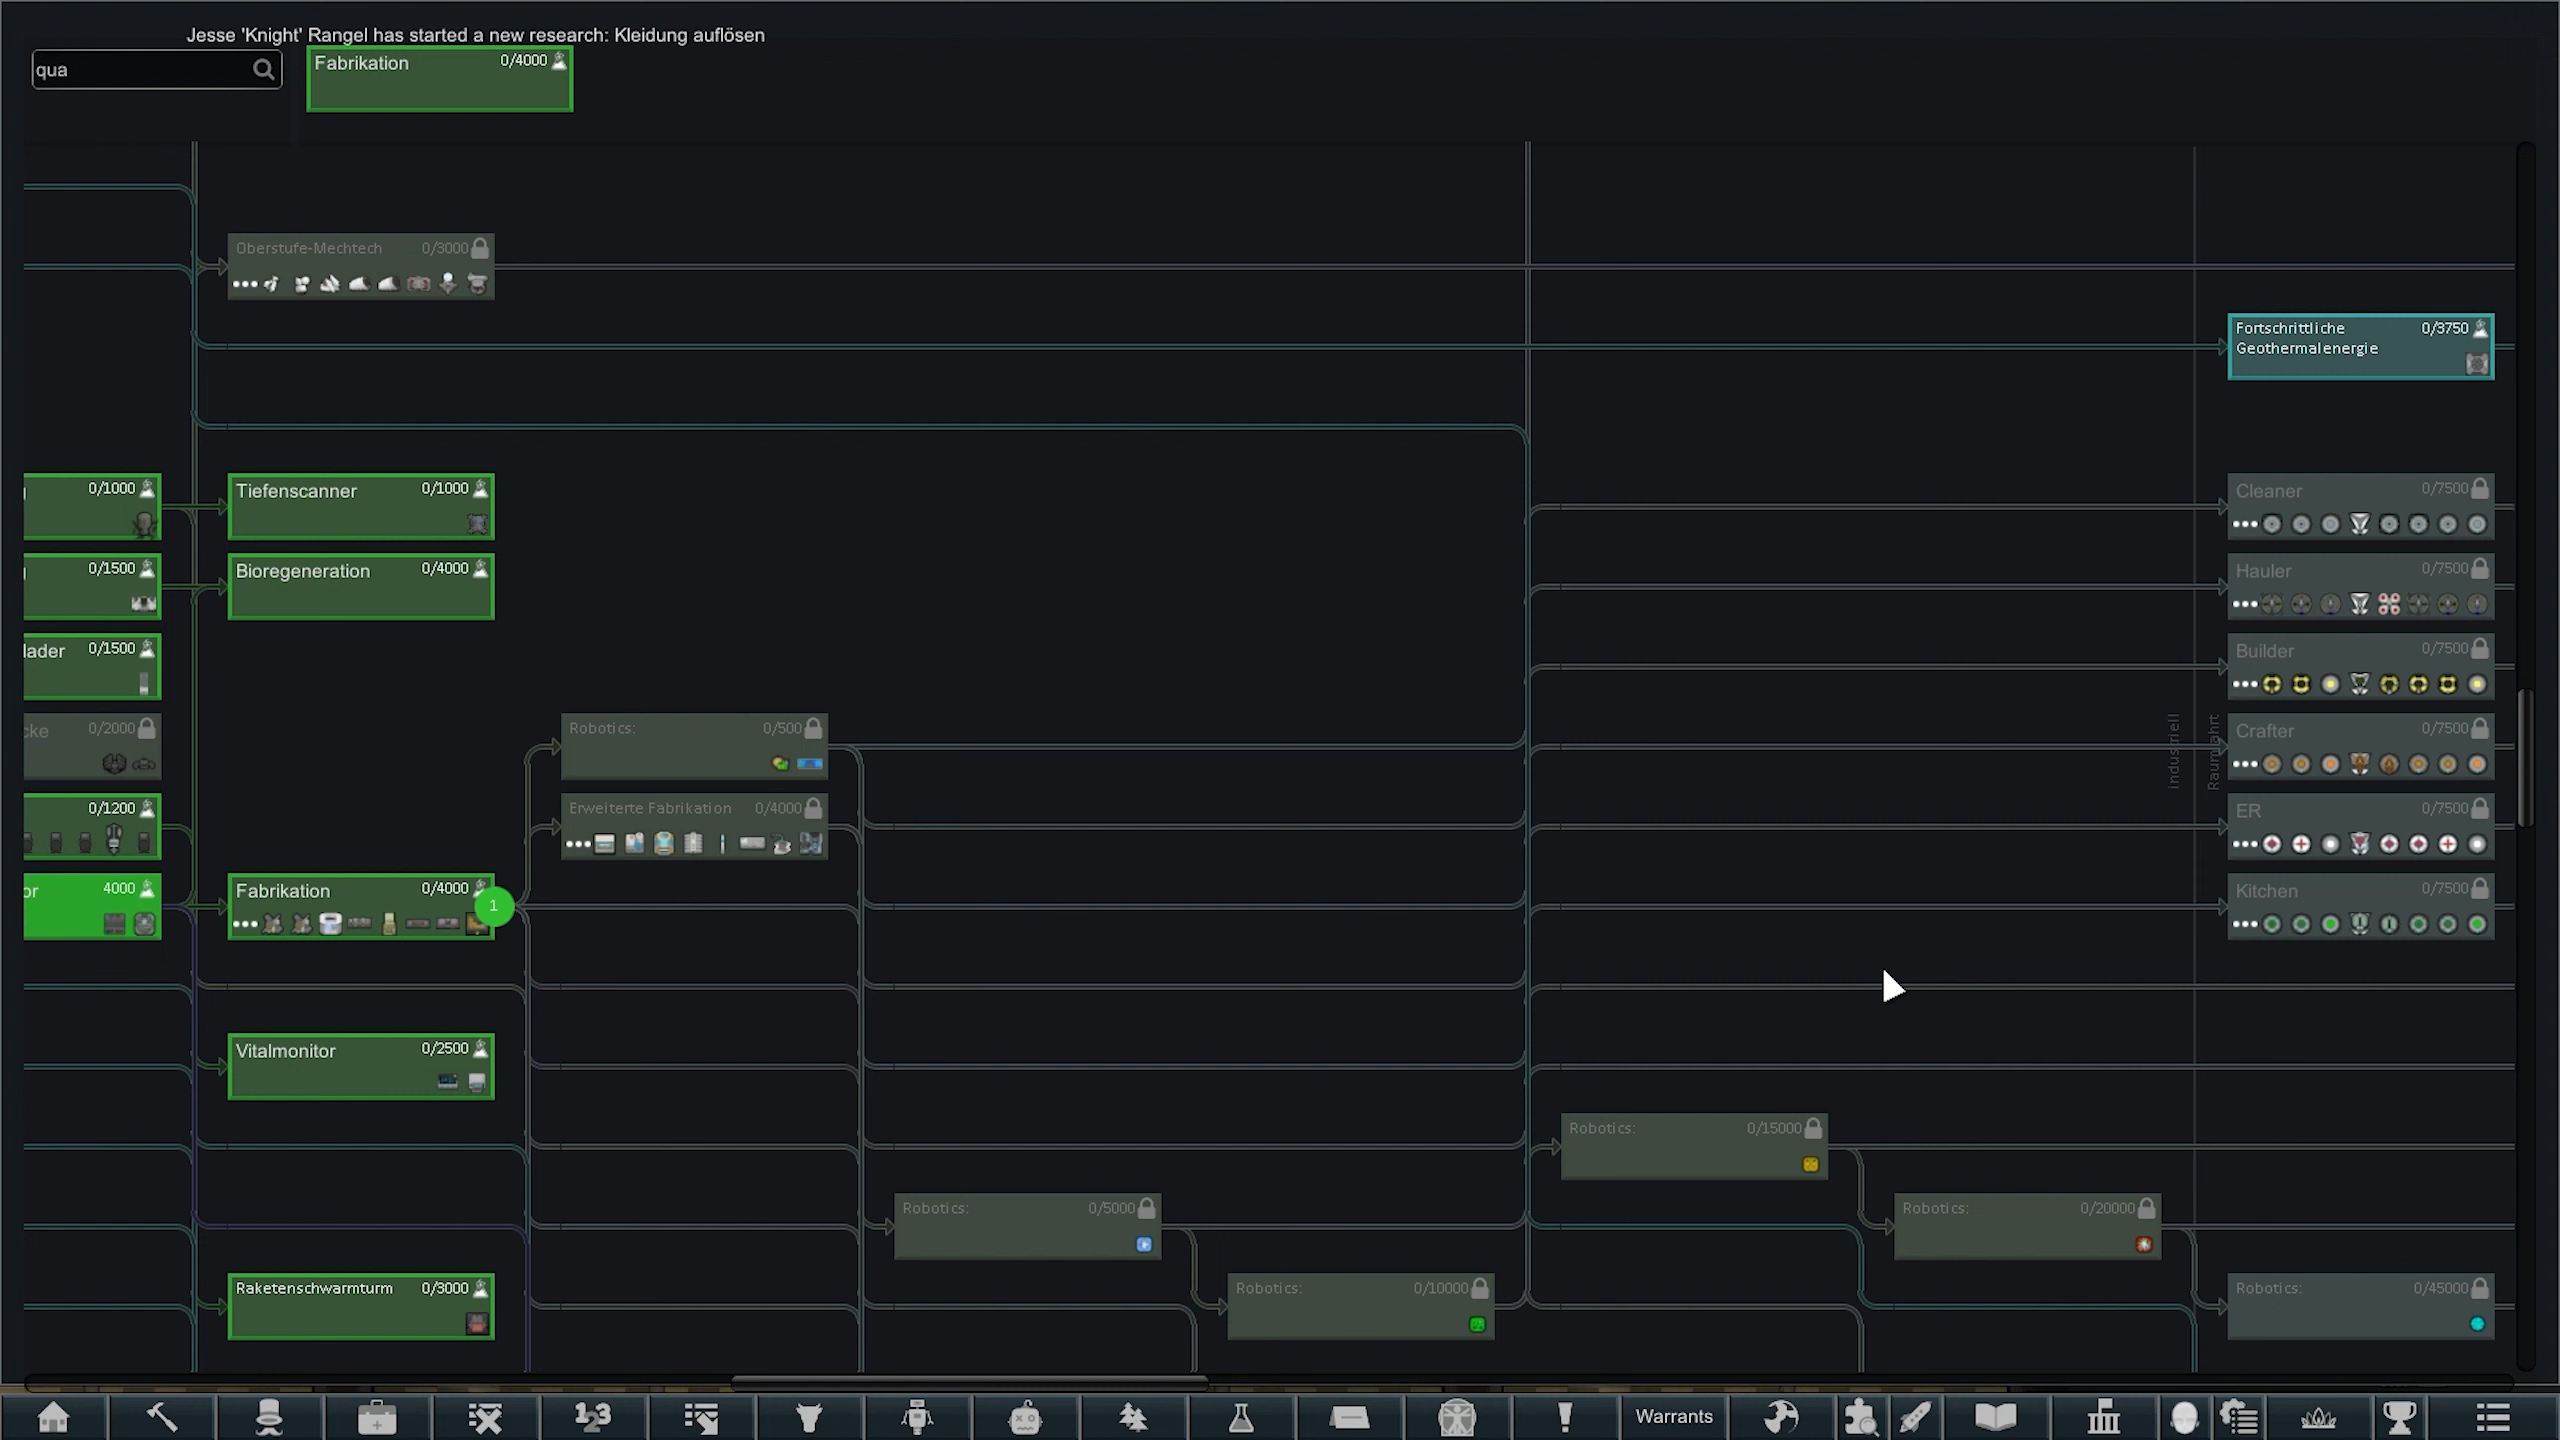 Jesse 'Knight' Rangel has started a new research: Kleidung auflösen
qua
Fabrikation 0/4000
Oberstufe-Mechtech 0/3000
Fortschrittliche 0/3750
Geothermalenergie
0/1000
Tiefenscanner 0/1000
Cleaner 0/7500
0/1500
Bioregeneration 0/4000
Hauler 0/7500
lader 0/1500
Builder 0/7500
cke 0/2000
Robotics: 0/500
Industriell
Raumfahrt
Crafter 0/7500
0/1200
Erweiterte Fabrikation 0/4000
ER 0/7500
or 4000
Fabrikation 0/4000
1
Kitchen 0/7500
Vitalmonitor 0/2500
Robotics: 0/15000
Robotics: 0/5000
Robotics: 0/20000
Raketenschwarmturm 0/3000
Robotics: 0/10000
Robotics: 0/45000
123
Warrants